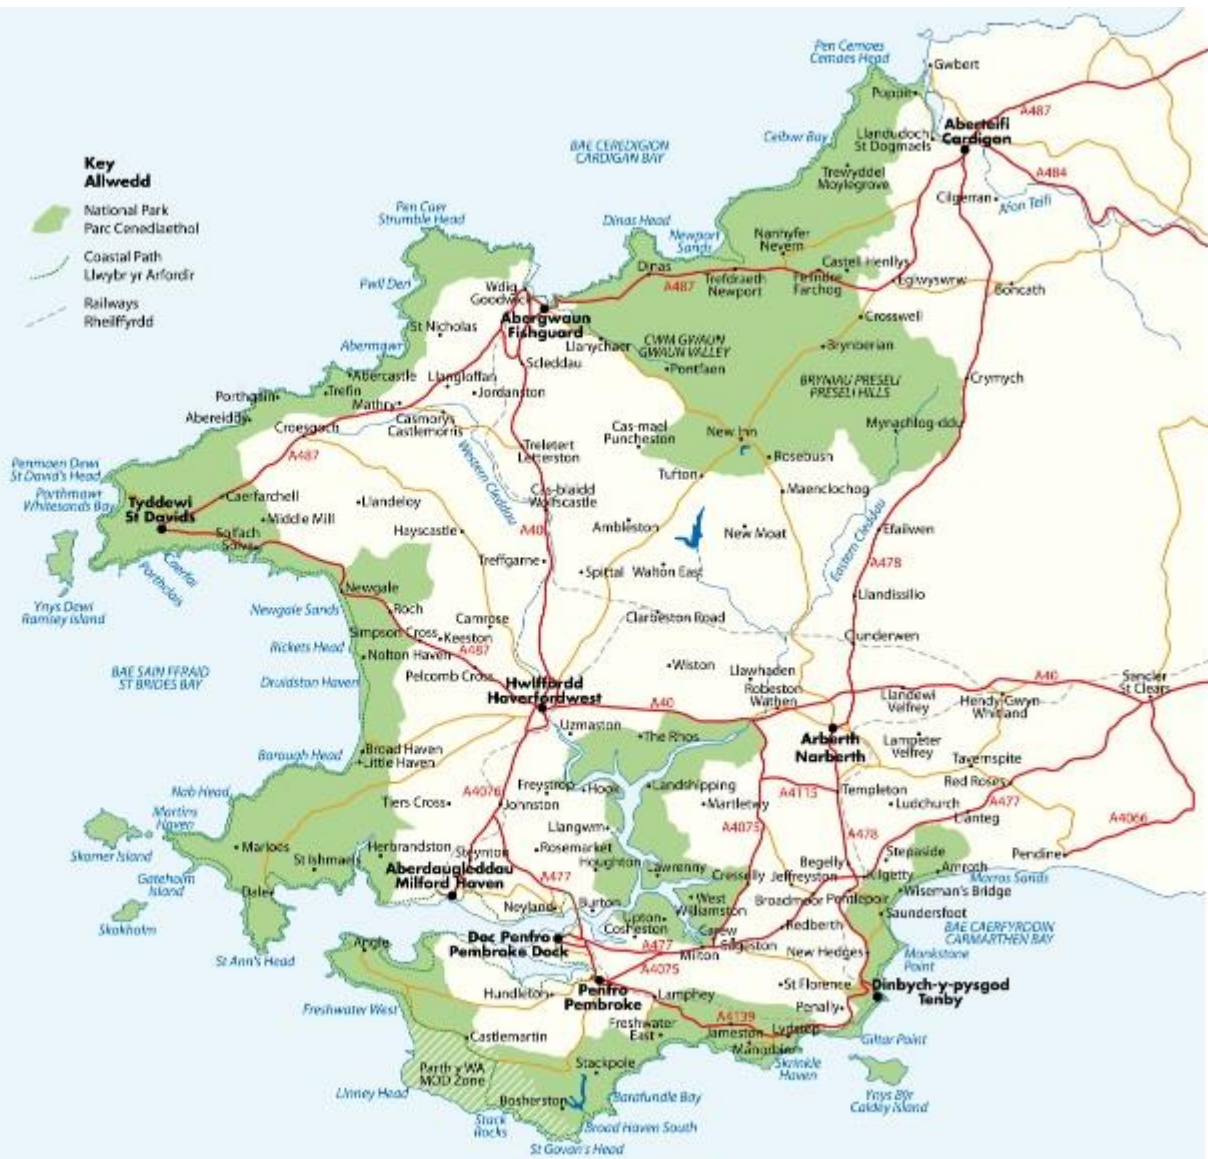 Pen Cemaes
Cemaes Head
Gwbert
Poppit
A487
Aberteifi
Cardigan
Llandudoch
St Dogmaels
Ceibwr Bay
BAE CEREDIGION
CARDIGAN BAY
Key
Allwedd
National Park
Parc Cenedlaethol
Coastal Path
Llwybr yr Arfordir
Railways
Rheilffyrdd
Trewyddel
Moylegrove
A484
Cilgerran
Afon Teifi
Pen Caer
Strumble Head
Dinas Head
Newport
Sands
Nanhyfer
Nevern
Castell Henllys
Dinas
A487
Trefdraeth
Newport
Felindre
Farchog
Eglwyswrw
Boncath
Pwll Deri
Wdig
Goodwick
Abergwaun
Fishguard
St Nicholas
Crosswell
Abermawr
Llanychaer
CWM GWAUN
GWAUN VALLEY
Brynberian
Scleddau
Pontfaen
Abercastle
Llangloffan
BRYNIAU PRESELI
PRESELI HILLS
Crymych
Porthgain
Trefin
Jordanston
Mathry
Abereiddy
Casmorys
Castlemorris
Croesgoch
Cas-mael
Puncheston
New Inn
Mynachlog-ddu
Treletert
Letterston
A487
Western Cleddau
Rosebush
Penmaen Dewi
St David's Head
Tufton
Porthmawr
Whitesands Bay
Tyddewi
St Davids
Caerfarchell
Llandeloy
Cas-blaidd
Wolfscastle
Maenclochog
Middle Mill
Hayscastle
A40
Ambleston
New Moat
Eastern Cleddau
Efailwen
Solfach
Solva
Treffgarne
Spittal
Walton East
A478
Caerfai
Porthclais
Newgale
Llandissilio
Ynys Dewi
Ramsey Island
Newgale Sands
Roch
Camrose
Clarbeston Road
Simpson Cross
Keeston
Clunderwen
Rickets Head
Nolton Haven
A487
BAE SAIN FFRAID
ST BRIDES BAY
Druidston Haven
Pelcomb Cross
Wiston
Llawhaden
Hwlffordd
Haverfordwest
Robeston
Wathen
Llandewi
Velfrey
A40
Hendy Gwyn
Whitland
Sancler
St Clears
A40
Uzmaston
The Rhos
Arberth
Narberth
Lampeter
Velfrey
Borough Head
Broad Haven
Little Haven
Tavernspite
Nab Head
Freystrop
Hook
Landshipping
A4115
Templeton
Red Roses
A4076
Tiers Cross
Johnston
Martletwy
Ludchurch
A477
Martins
Haven
Llangwm
A4075
Llanteg
A4066
Skomer Island
Marloes
Herbrandston
Steynton
Rosemarket
A478
Stepaside
Pendine
St Ishmaels
Aberdaugleddau
Milford Haven
Houghton
Lawrenny
Begelly
Amroth
Gateholm
Island
A477
Cresselly
Jeffreyston
Kilgetty
Marros Sands
Dale
Neyland
Burton
West
Williamston
Broadmoor
Pentlepoir
Wiseman's Bridge
Skokholm
Upton
Cosheston
Carew
Redberth
Saundersfoot
BAE CAERFYRDDIN
CARMARTHEN BAY
St Ann's Head
Angle
Doc Penfro
Pembroke Dock
A477
Milton
Sageston
New Hedges
Monkstone
Point
A4075
Penfro
Pembroke
Hundleton
Lamphey
St Florence
Dinbych-y-pysgod
Tenby
Freshwater West
Penally
A4139
Freshwater
East
Jameston
Lydstep
Castlemartin
Manorbier
Giltar Point
Skrinkle
Haven
Parth y WA
MOD Zone
Stackpole
Linney Head
Bosherston
Barafundle Bay
Ynys Bŷr
Caldey Island
Stack
Rocks
Broad Haven South
St Govan's Head